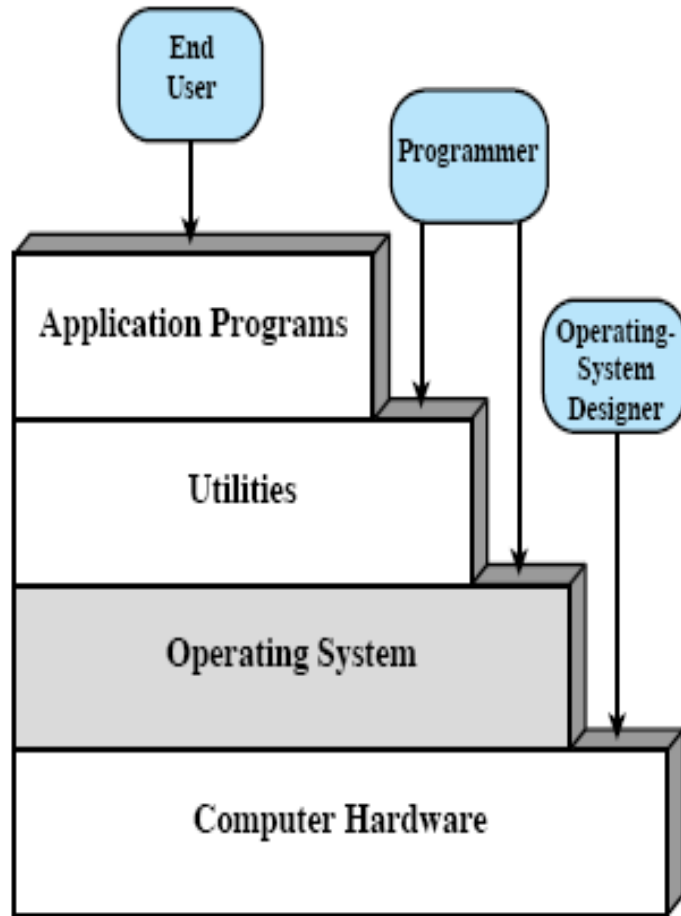 End
User
Programmer
Application Programs
Operating-
System
Designer
Utilities
Operating System
Computer Hardware